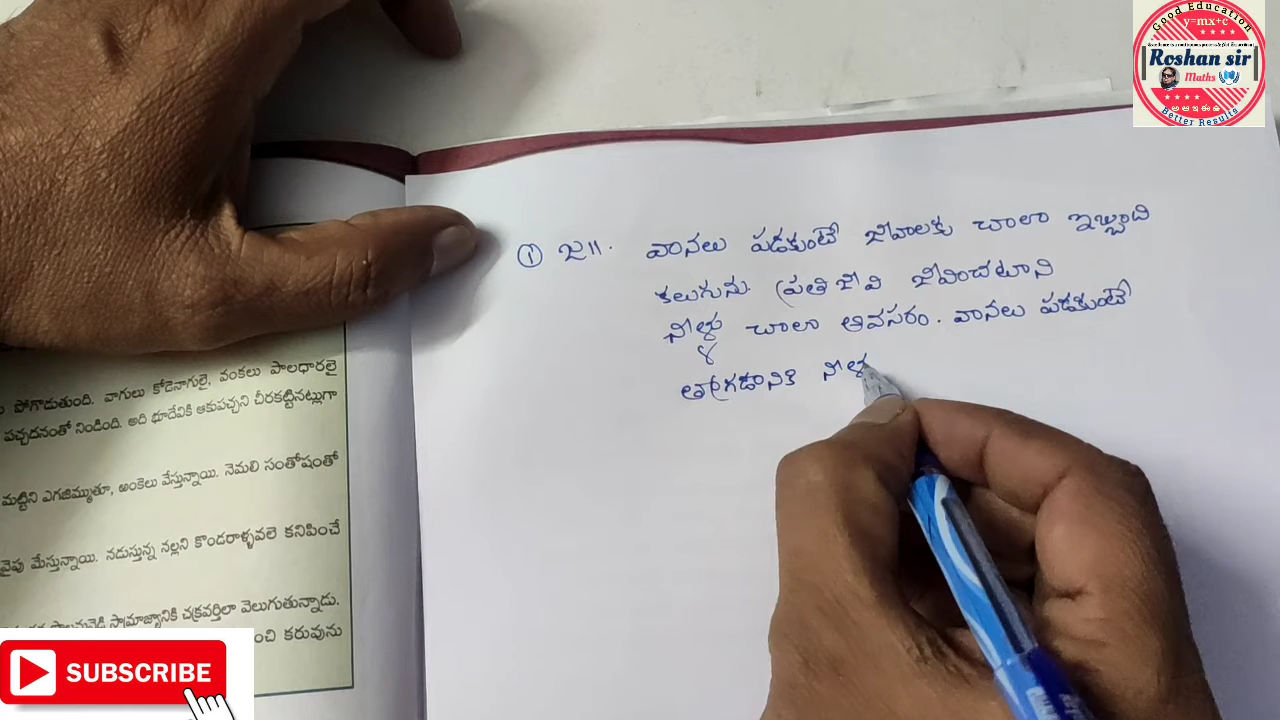 Good Education
y=mx+c
Roshan sir
Maths
అ ఆ ఇ ఈ ఉ
Better Results
① జ॥. వానలు పడకుంటే జీవాలకు చాలా ఇబ్బంది
కలుగును ప్రతి జీవి జీవించటాని
నీళ్ళు చాలా అవసరం. వానలు పడకుంటే
త్రాగడానికి నీళ
పోగొడుతుంది. వాగులు కోడెనాగులై, వంకలు పాలధారలై
పచ్చదనంతో నిండింది. అది భూదేవికి ఆకుపచ్చని చీరకట్టినట్లుగా
మట్టిని ఎగజిమ్ముతూ, అంకెలు వేస్తున్నాయి. నెమలి సంతోషంతో
వైపు మేస్తున్నాయి. నడుస్తున్న నల్లని కొండరాళ్ళవలె కనిపించే
సామ్రాజ్యానికి చక్రవర్తిలా వెలుగుతున్నాడు.
కరువును
SUBSCRIBE